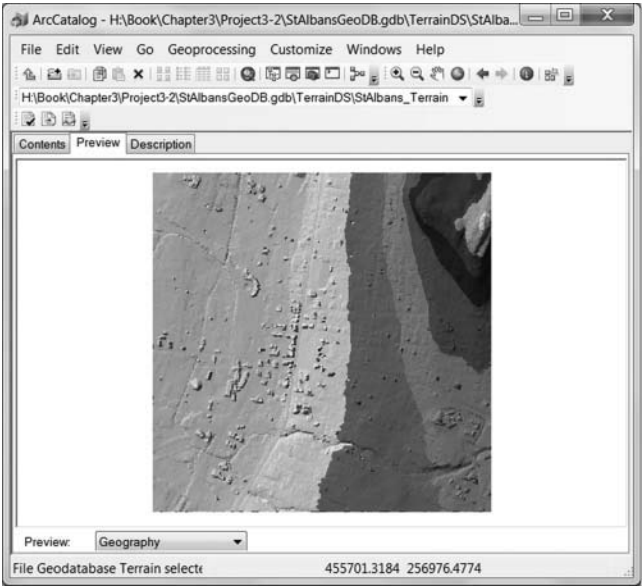 ArcCatalog - H:\Book\Chapter3\Project3-2\StAlbansGeoDB.gdb\TerrainDS\StAlba...
File Edit View Go Geoprocessing Customize Windows Help
H:\Book\Chapter3\Project3-2\StAlbansGeoDB.gdb\TerrainDS\StAlbans_Terrain
Contents Preview Description
Preview: Geography
File Geodatabase Terrain selecte 455701.3184 256976.4774